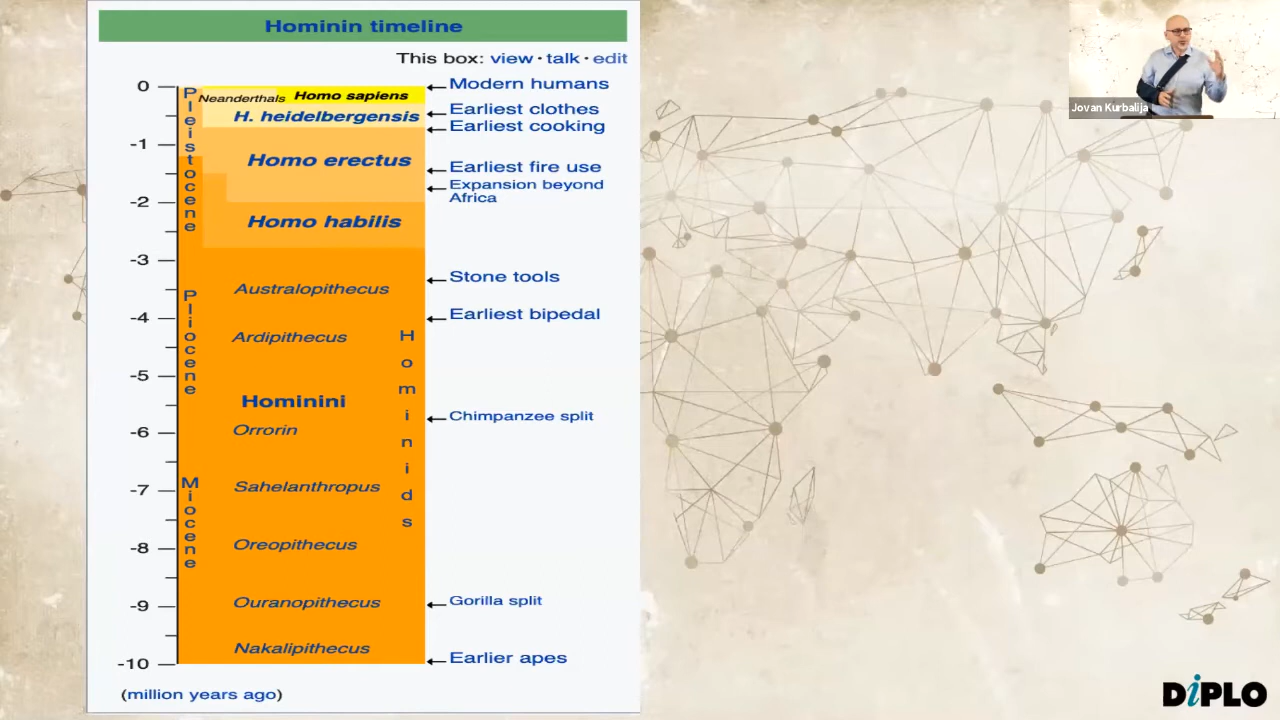 Hominin timeline
This box: view · talk · edit
0
-1
-2
-3
-4
-5
-6
-7
-8
-9
-10
(million years ago)
Pleistocene
Pliocene
Miocene
Hominids
Neanderthals
Homo sapiens
H. heidelbergensis
Homo erectus
Homo habilis
Australopithecus
Ardipithecus
Hominini
Orrorin
Sahelanthropus
Oreopithecus
Ouranopithecus
Nakalipithecus
Modern humans
Earliest clothes
Earliest cooking
Earliest fire use
Expansion beyond
Africa
Stone tools
Earliest bipedal
Chimpanzee split
Gorilla split
Earlier apes
Jovan Kurbalija
DiPLO